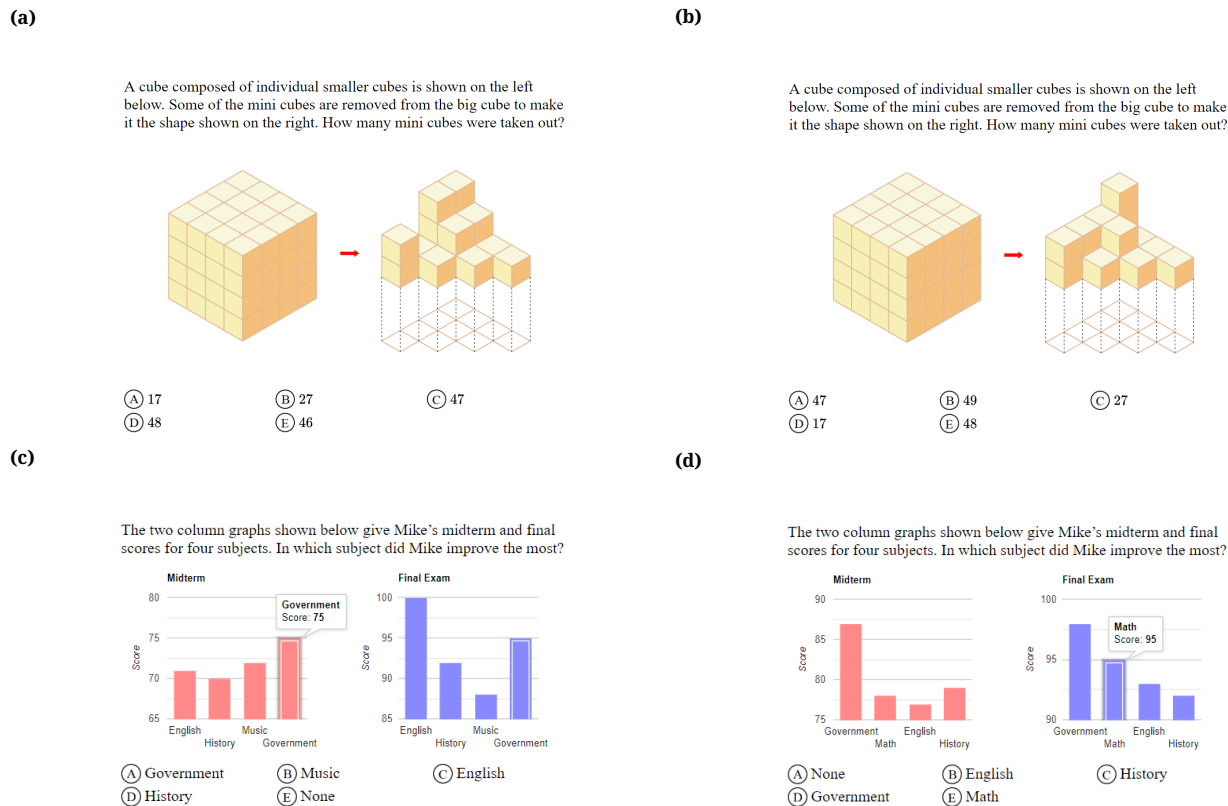 (a)
A cube composed of individual smaller cubes is shown on the left
below. Some of the mini cubes are removed from the big cube to make
it the shape shown on the right. How many mini cubes were taken out?
A 17
B 27
C 47
D 48
E 46
(b)
A cube composed of individual smaller cubes is shown on the left
below. Some of the mini cubes are removed from the big cube to make
it the shape shown on the right. How many mini cubes were taken out?
A 47
B 49
C 27
D 17
E 48
(c)
The two column graphs shown below give Mike's midterm and final
scores for four subjects. In which subject did Mike improve the most?
Midterm
80
75
70
65
Score
Government
Score: 75
English
History
Music
Government
Final Exam
100
95
90
85
Score
English
History
Music
Government
A Government
B Music
C English
D History
E None
(d)
The two column graphs shown below give Mike's midterm and final
scores for four subjects. In which subject did Mike improve the most?
Midterm
90
85
80
75
Score
Government
Math
English
History
Final Exam
100
95
90
Score
Math
Score: 95
Government
Math
English
History
A None
B English
C History
D Government
E Math